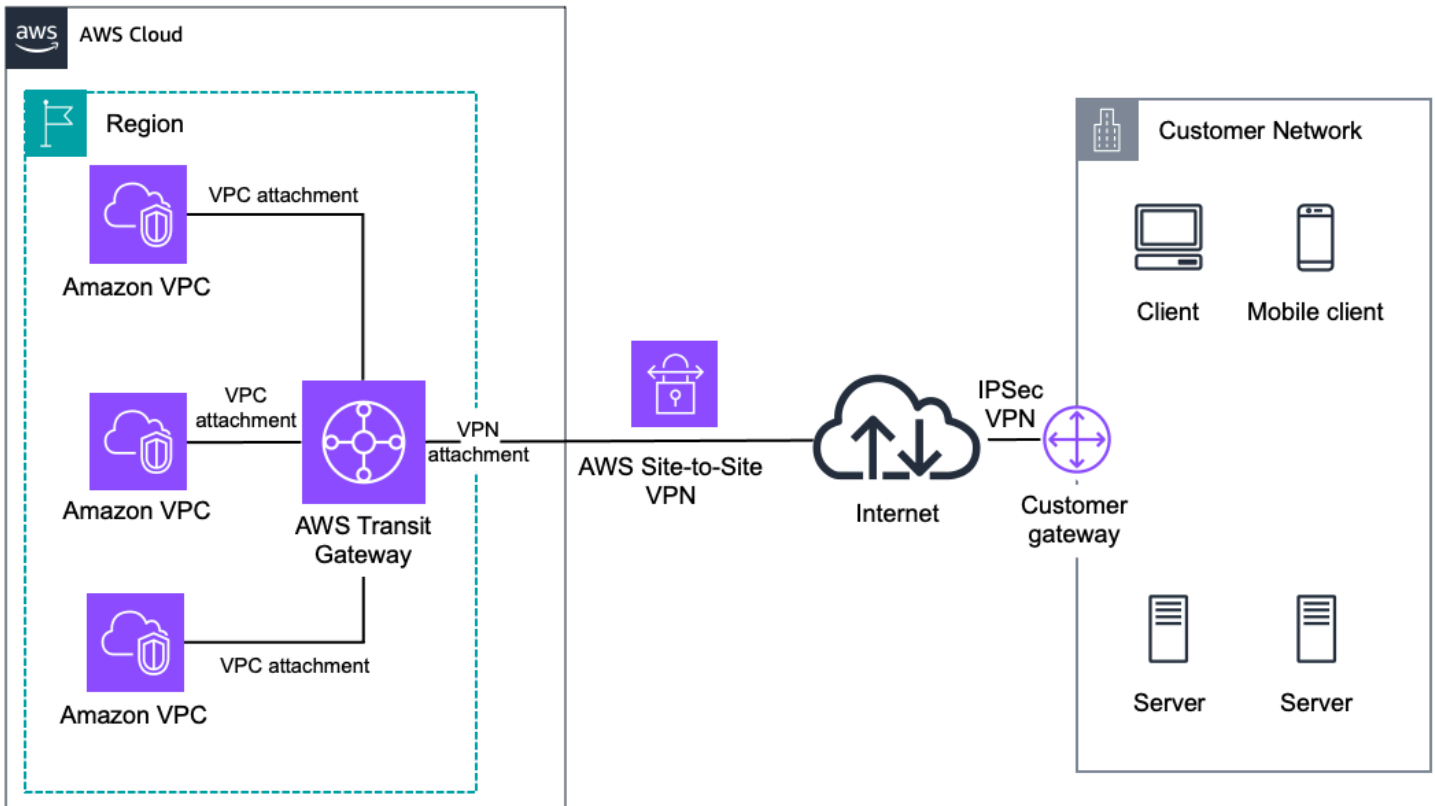 aws
AWS Cloud
Region
VPC attachment
Amazon VPC
VPC
attachment
Amazon VPC
AWS Transit
Gateway
VPC attachment
Amazon VPC
VPN
attachment
AWS Site-to-Site
VPN
Internet
IPSec
VPN
Customer
gateway
Customer Network
Client
Mobile client
Server
Server